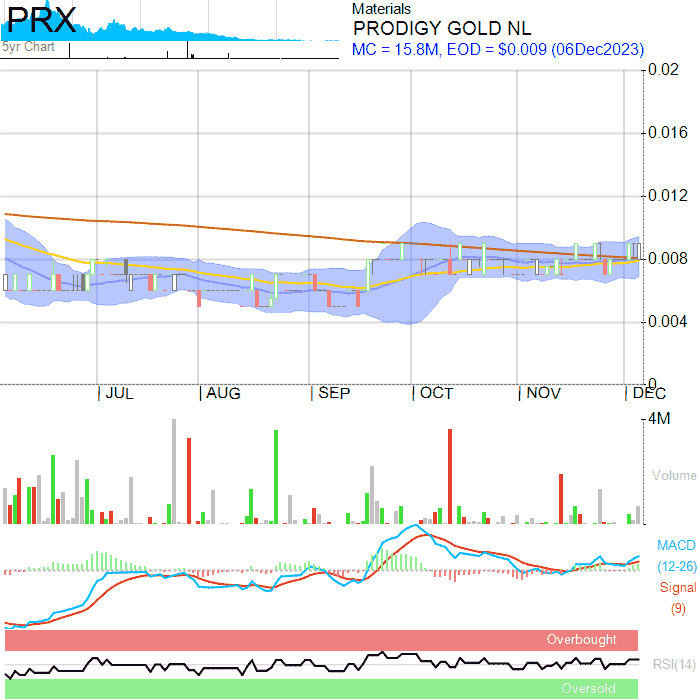 PRX
5yr Chart
Materials
PRODIGY GOLD NL
MC = 15.8M, EOD = $0.009 (06Dec2023)
0.02
0.016
0.012
0.008
0.004
0
JUL AUG SEP OCT NOV DEC
4M
Volume
MACD
(12-26)
Signal
(9)
Overbought
RSI(14)
Oversold